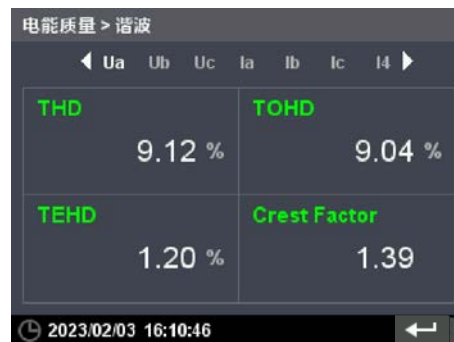 电能质量 > 谐波
Ua Ub Uc Ia Ib Ic I4
THD TOHD
9.12 % 9.04 %
TEHD Crest Factor
1.20 % 1.39
2023/02/03 16:10:46